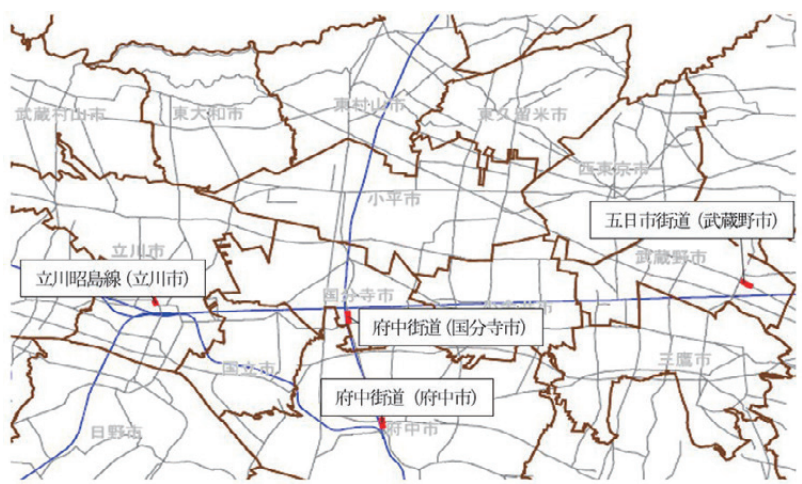 東村山市
武蔵村山市
東大和市
東久留米市
西東京市
小平市
五日市街道（武蔵野市）
立川市
武蔵野市
立川昭島線（立川市）
国分寺市
府中街道（国分寺市）
三鷹市
国立市
府中街道（府中市）
府中市
日野市